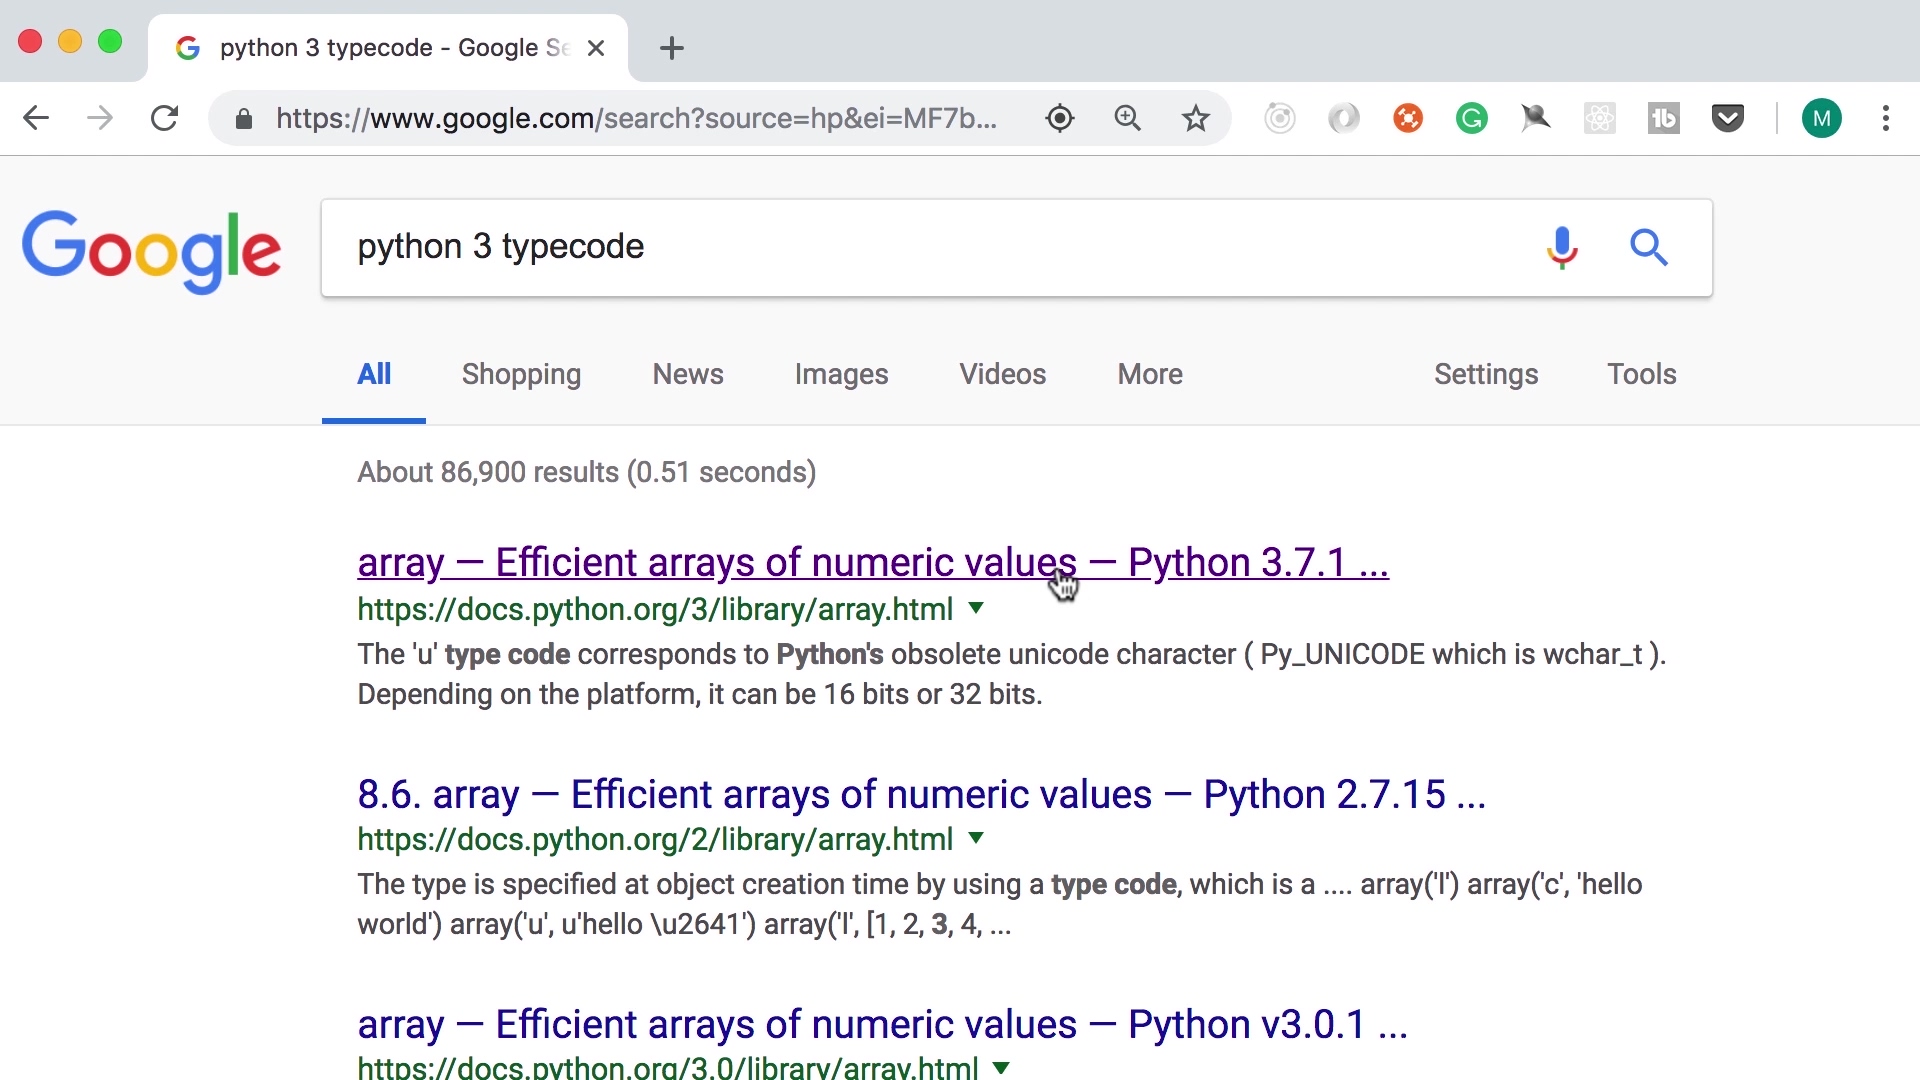 python 3 typecode - Google Se
https://www.google.com/search?source=hp&ei=MF7b...
M
Google
python 3 typecode
All Shopping News Images Videos More Settings Tools
About 86,900 results (0.51 seconds)
array — Efficient arrays of numeric values — Python 3.7.1 ...
https://docs.python.org/3/library/array.html
The 'u' type code corresponds to Python's obsolete unicode character ( Py_UNICODE which is wchar_t ).
Depending on the platform, it can be 16 bits or 32 bits.
8.6. array — Efficient arrays of numeric values — Python 2.7.15 ...
https://docs.python.org/2/library/array.html
The type is specified at object creation time by using a type code, which is a .... array('l') array('c', 'hello
world') array('u', u'hello \u2641') array('l', [1, 2, 3, 4, ...
array — Efficient arrays of numeric values — Python v3.0.1 ...
https://docs.python.org/3.0/library/array.html